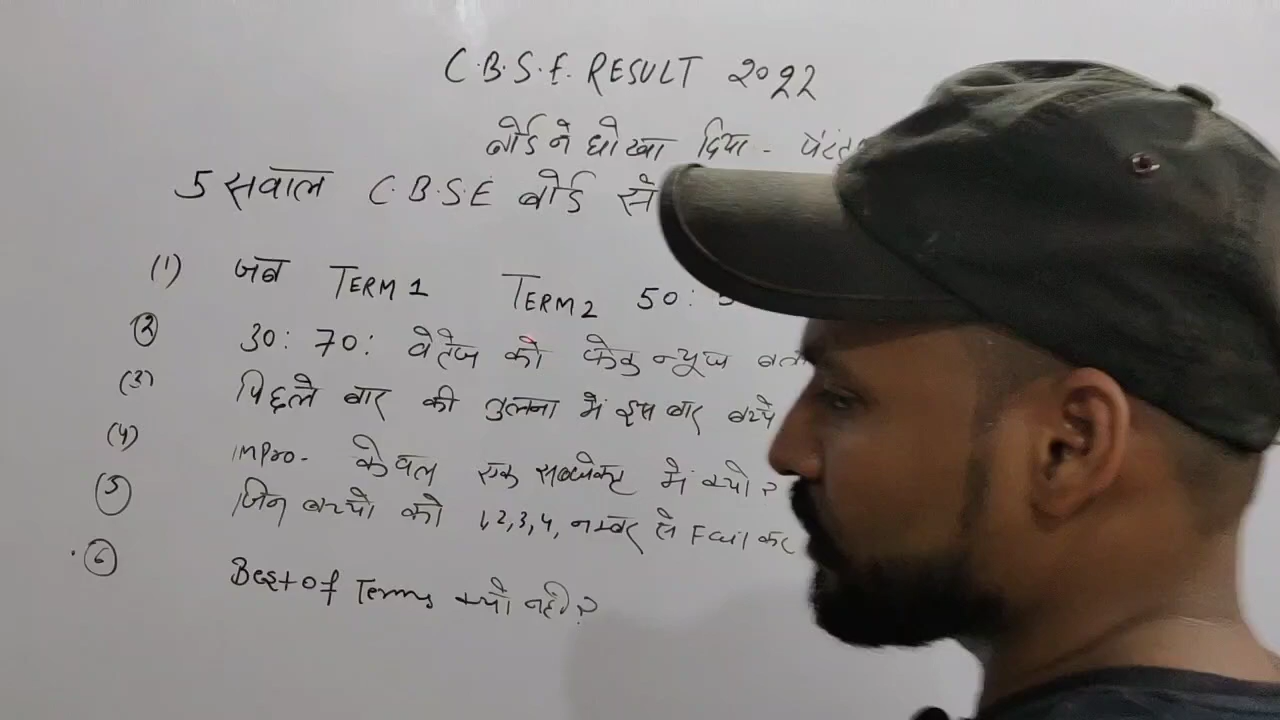 C.B.S.E. RESULT 2022
बोर्ड ने धोखा दिया -
5 सवाल C.B.S.E बोर्ड से
(1) जब TERM 1 TERM 2 50 :
(2) 30 : 70 : वेटेज को फेक न्यूज
(3) पिछले बार की तुलना में इस बार बच्चे
(4) IMPro- केवल एक सब्जेक्ट में क्यो ?
(5) जिन बच्चो को 1,2,3,4, नम्बर से Fail कर
(6) Best of Terms क्यो नही ?